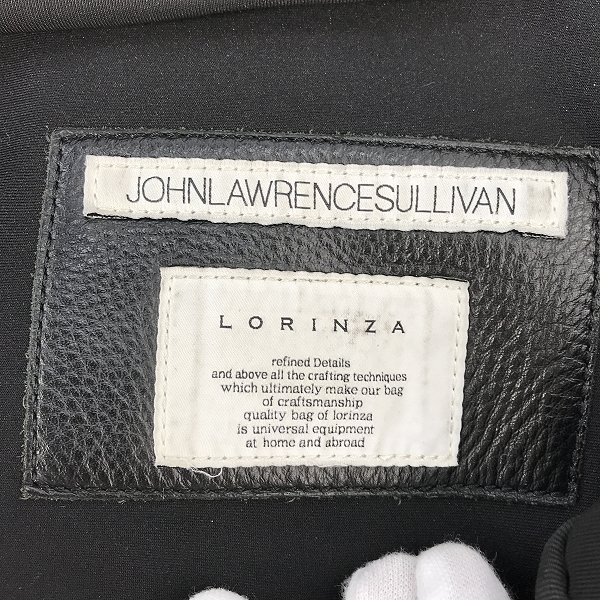 JOHNLAWRENCESULLIVAN
LORINZA
refined Details
and above all the crafting techniques
which ultimately make our bag
of craftsmanship
quality bag of lorinza
is universal equipment
at home and abroad